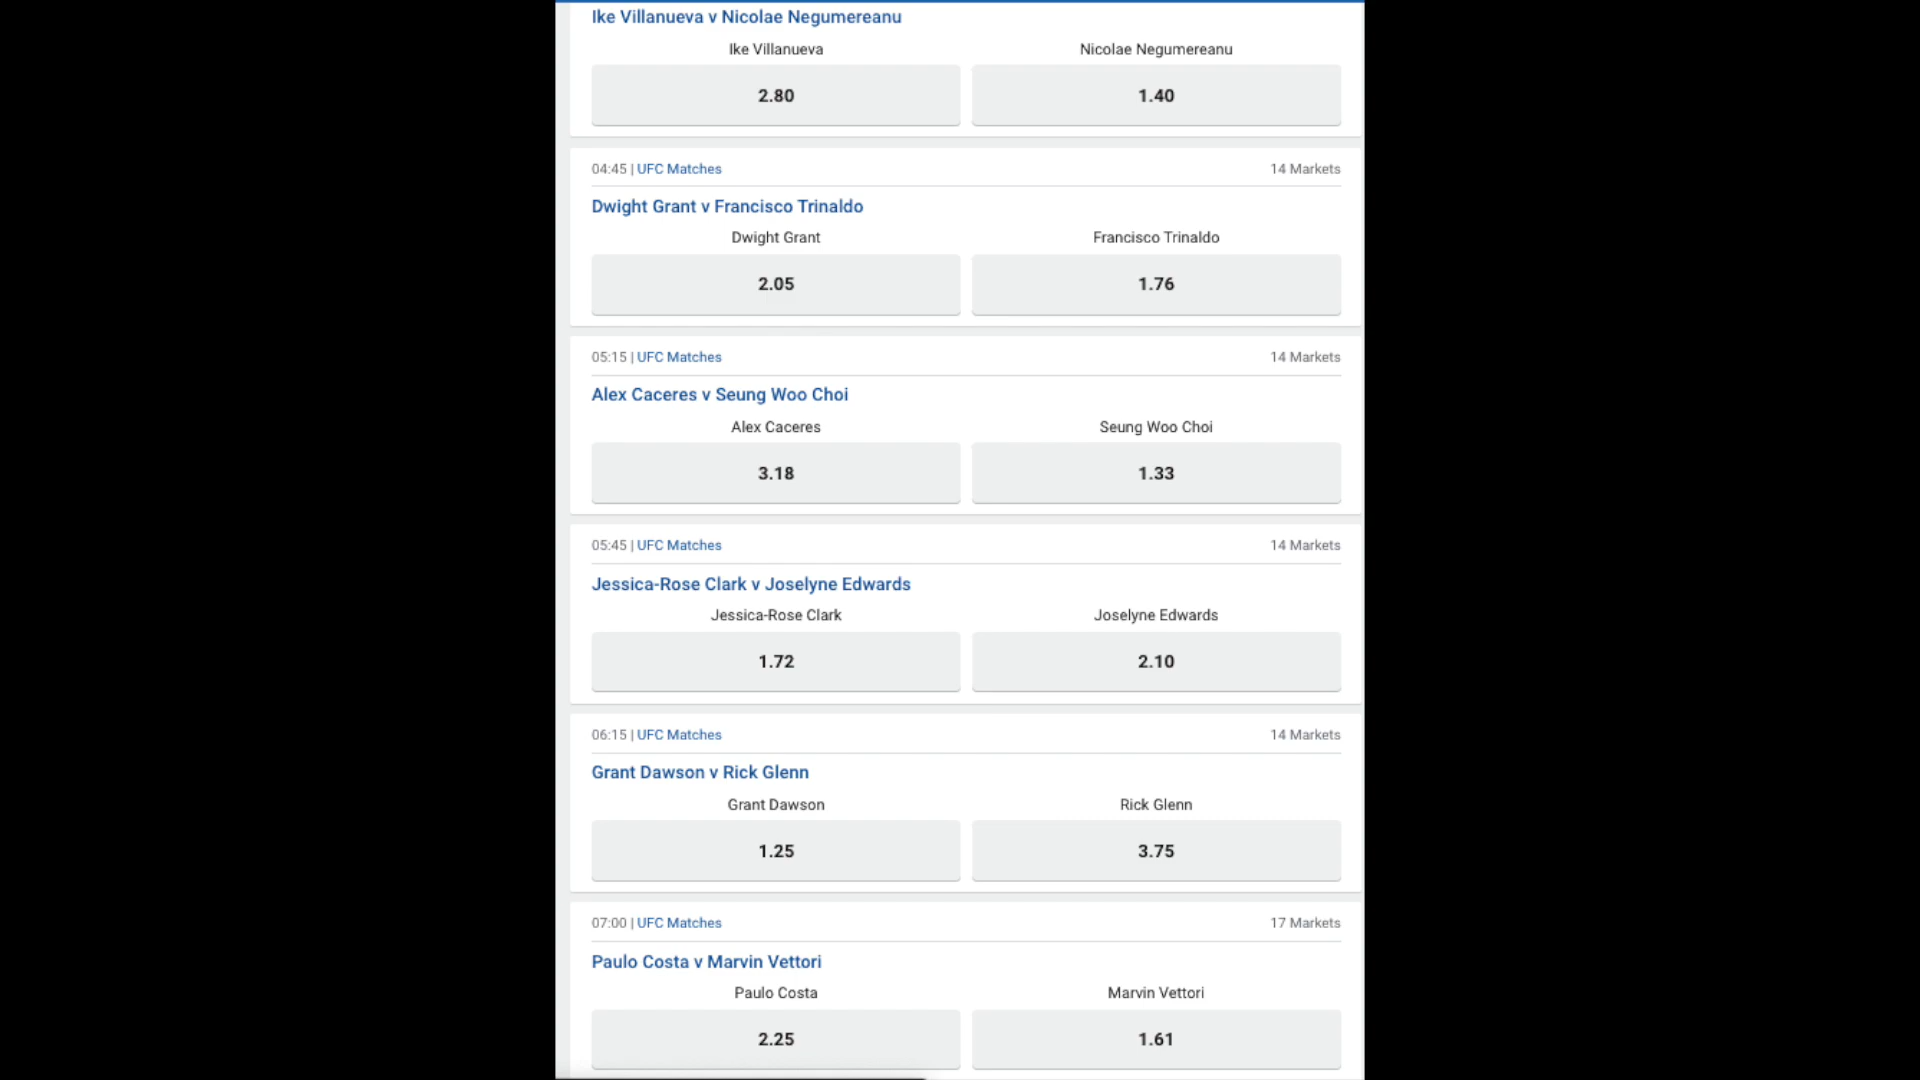 Ike Villanueva v Nicolae Negumereanu
Ike Villanueva Nicolae Negumereanu
2.80 1.40
04:45 | UFC Matches 14 Markets
Dwight Grant v Francisco Trinaldo
Dwight Grant Francisco Trinaldo
2.05 1.76
05:15 | UFC Matches 14 Markets
Alex Caceres v Seung Woo Choi
Alex Caceres Seung Woo Choi
3.18 1.33
05:45 | UFC Matches 14 Markets
Jessica-Rose Clark v Joselyne Edwards
Jessica-Rose Clark Joselyne Edwards
1.72 2.10
06:15 | UFC Matches 14 Markets
Grant Dawson v Rick Glenn
Grant Dawson Rick Glenn
1.25 3.75
07:00 | UFC Matches 17 Markets
Paulo Costa v Marvin Vettori
Paulo Costa Marvin Vettori
2.25 1.61